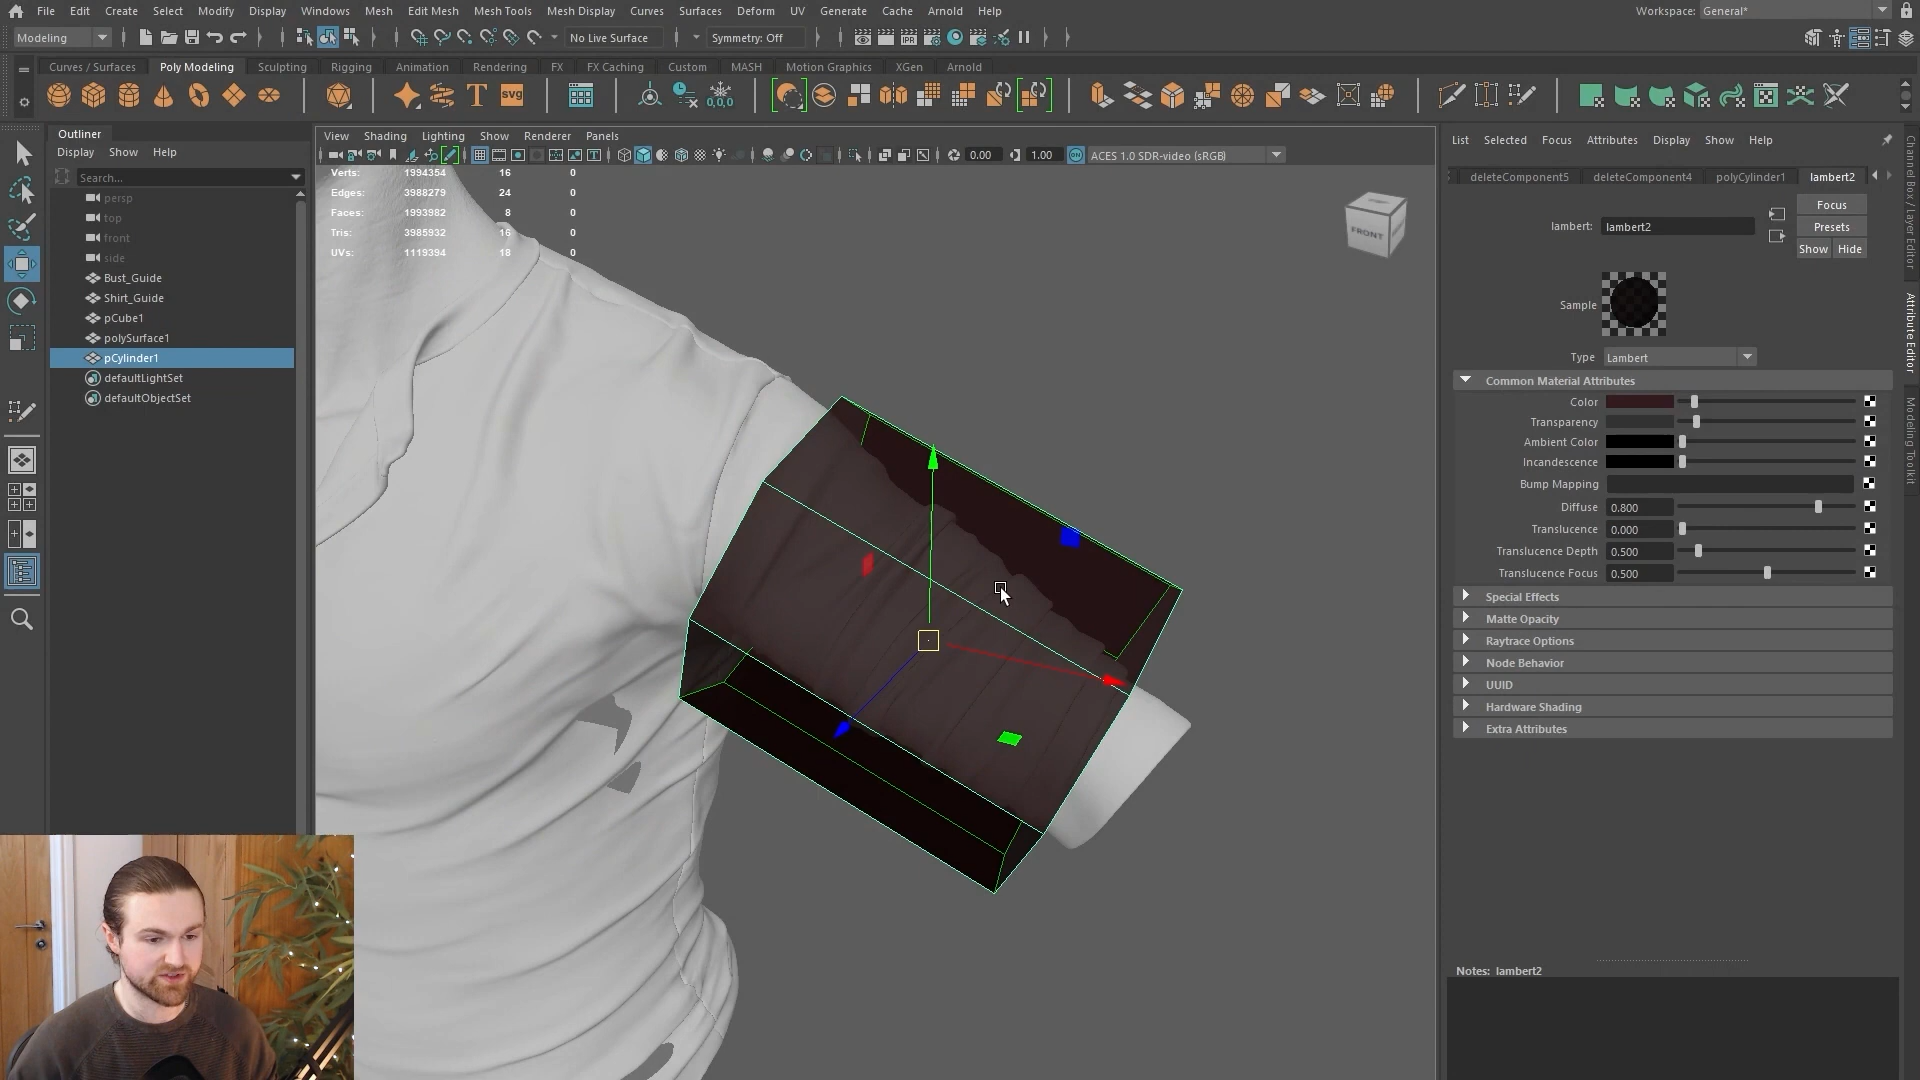 File Edit Create Select Modify Display Windows Mesh Edit Mesh Mesh Tools Mesh Display Curves Surfaces Deform UV Generate Cache Arnold Help Workspace: General*
Modeling No Live Surface Symmetry: Off
Curves / Surfaces Poly Modeling Sculpting Rigging Animation Rendering FX FX Caching Custom MASH Motion Graphics XGen Arnold
T SVG 0,0,0
Outliner
Display Show Help
Search...
persp
top
front
side
Bust_Guide
Shirt_Guide
pCube1
polySurface1
pCylinder1
defaultLightSet
defaultObjectSet
View Shading Lighting Show Renderer Panels
0.00 1.00 ACES 1.0 SDR-video (sRGB)
Verts: 1994354 16 0
Edges: 3988279 24 0
Faces: 1993982 8 0
Tris: 3985932 16 0
UVs: 1119394 18 0
FRONT
List Selected Focus Attributes Display Show Help
deleteComponent5 deleteComponent4 polyCylinder1 lambert2
lambert: lambert2
Focus
Presets
Show Hide
Sample
Type Lambert
Common Material Attributes
Color
Transparency
Ambient Color
Incandescence
Bump Mapping
Diffuse 0.800
Translucence 0.000
Translucence Depth 0.500
Translucence Focus 0.500
Special Effects
Matte Opacity
Raytrace Options
Node Behavior
UUID
Hardware Shading
Extra Attributes
Notes: lambert2
Channel Box / Layer Editor
Attribute Editor
Modeling Toolkit